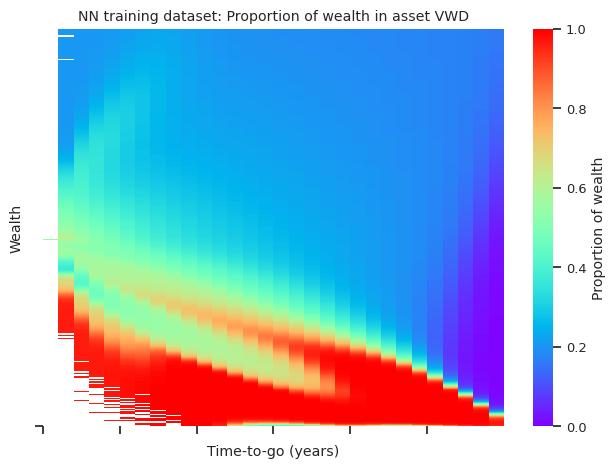 NN training dataset: Proportion of wealth in asset VWD
Wealth
Time-to-go (years)
1.0
0.8
0.6
0.4
0.2
0.0
Proportion of wealth